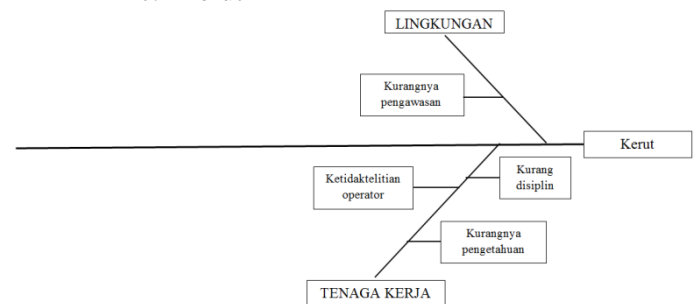 LINGKUNGAN
Kurangnya
pengawasan
Kerut
Ketidaktelitian
operator
Kurang
disiplin
Kurangnya
pengetahuan
TENAGA KERJA